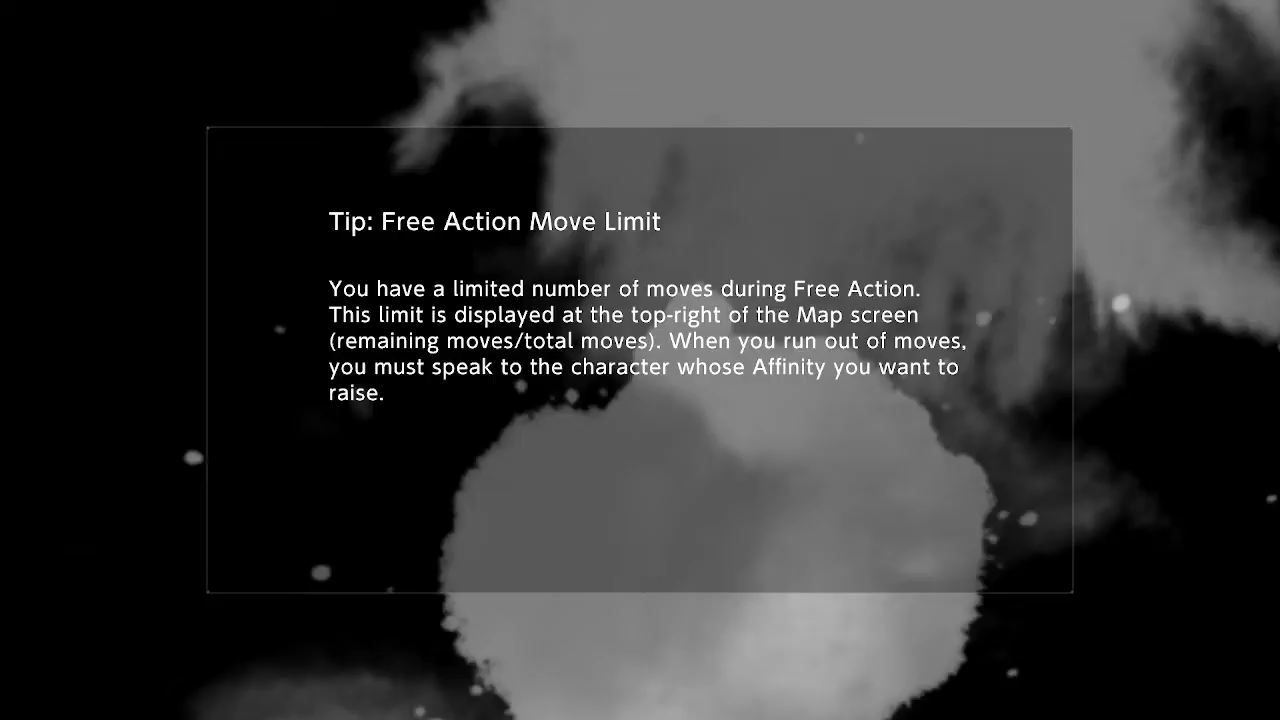 Tip: Free Action Move Limit
You have a limited number of moves during Free Action.
This limit is displayed at the top-right of the Map screen
(remaining moves/total moves). When you run out of moves,
you must speak to the character whose Affinity you want to
raise.